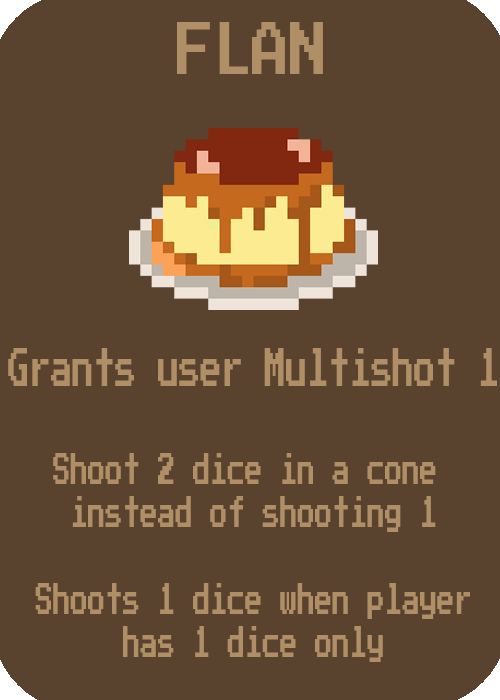 FLAN
Grants user Multishot 1
Shoot 2 dice in a cone
instead of shooting 1
Shoots 1 dice when player
has 1 dice only